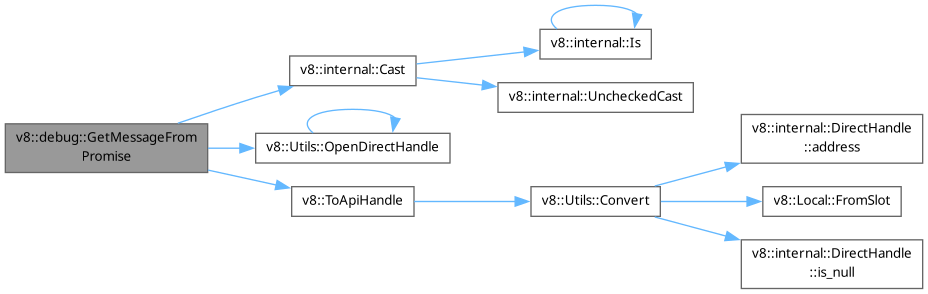 v8::debug::GetMessageFrom
Promise
v8::internal::Cast
v8::internal::Is
v8::internal::UncheckedCast
v8::Utils::OpenDirectHandle
v8::ToApiHandle
v8::Utils::Convert
v8::internal::DirectHandle
::address
v8::Local::FromSlot
v8::internal::DirectHandle
::is_null